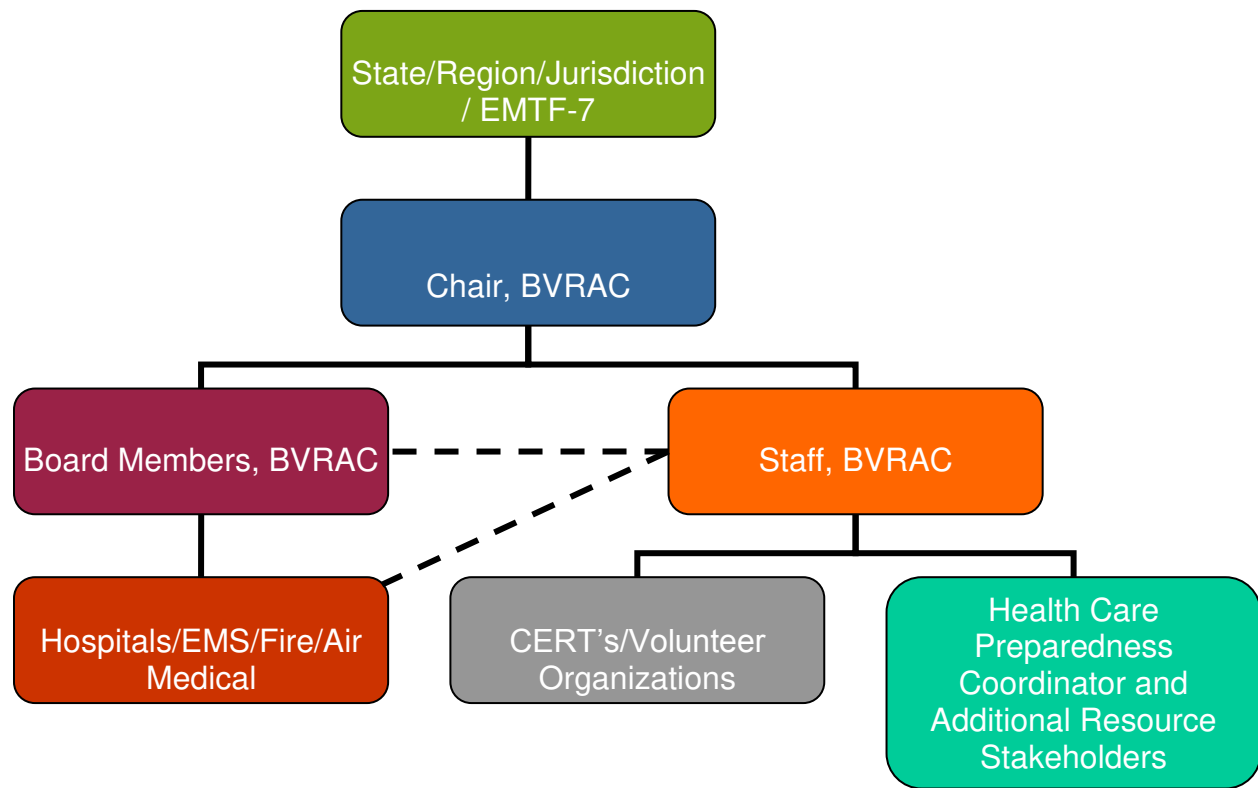 State/Region/Jurisdiction
/ EMTF-7
Chair, BVRAC
Board Members, BVRAC
Staff, BVRAC
Hospitals/EMS/Fire/Air
Medical
CERT’s/Volunteer
Organizations
Health Care
Preparedness
Coordinator and
Additional Resource
Stakeholders